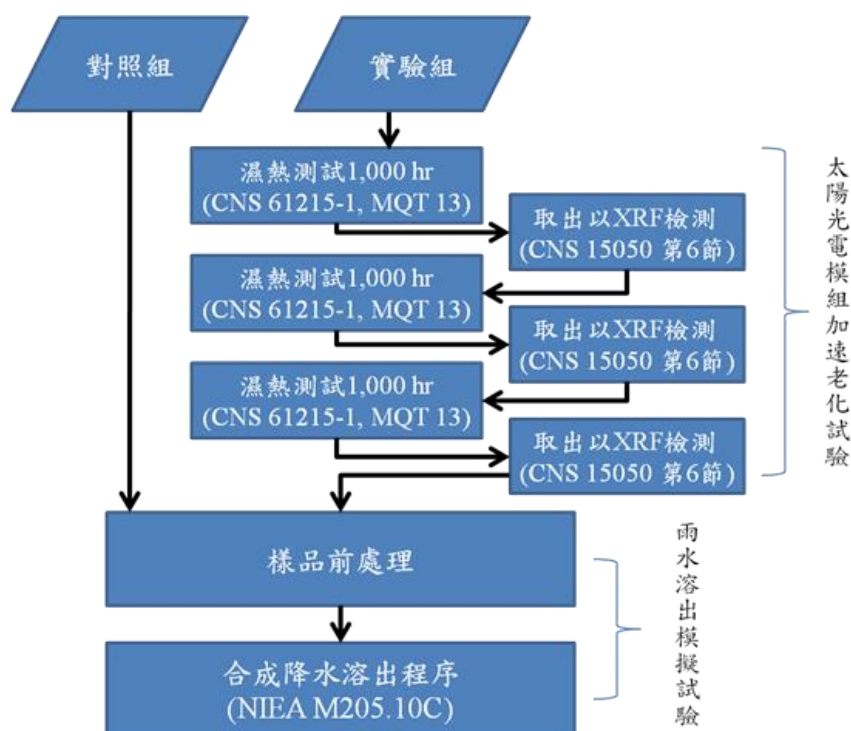 對照組
實驗組
濕熱測試1,000 hr
(CNS 61215-1, MQT 13)
取出以XRF檢測
(CNS 15050 第6節)
濕熱測試1,000 hr
(CNS 61215-1, MQT 13)
取出以XRF檢測
(CNS 15050 第6節)
濕熱測試1,000 hr
(CNS 61215-1, MQT 13)
取出以XRF檢測
(CNS 15050 第6節)
太陽光電模組加速老化試驗
樣品前處理
合成降水溶出程序
(NIEA M205.10C)
雨水溶出模擬試驗